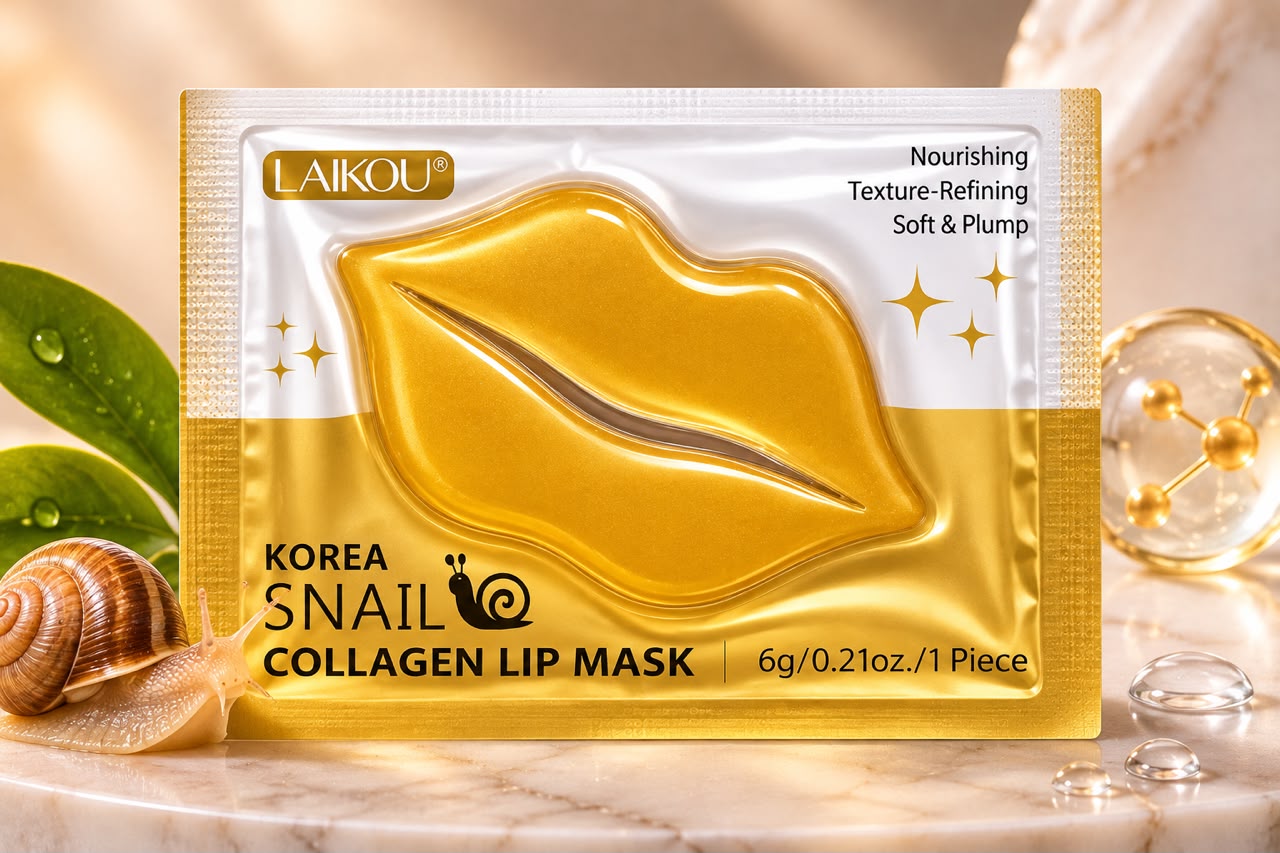 LAIKOU®
Nourishing
Texture-Refining
Soft & Plump
KOREA
SNAIL
COLLAGEN LIP MASK
6g/0.21oz./1 Piece